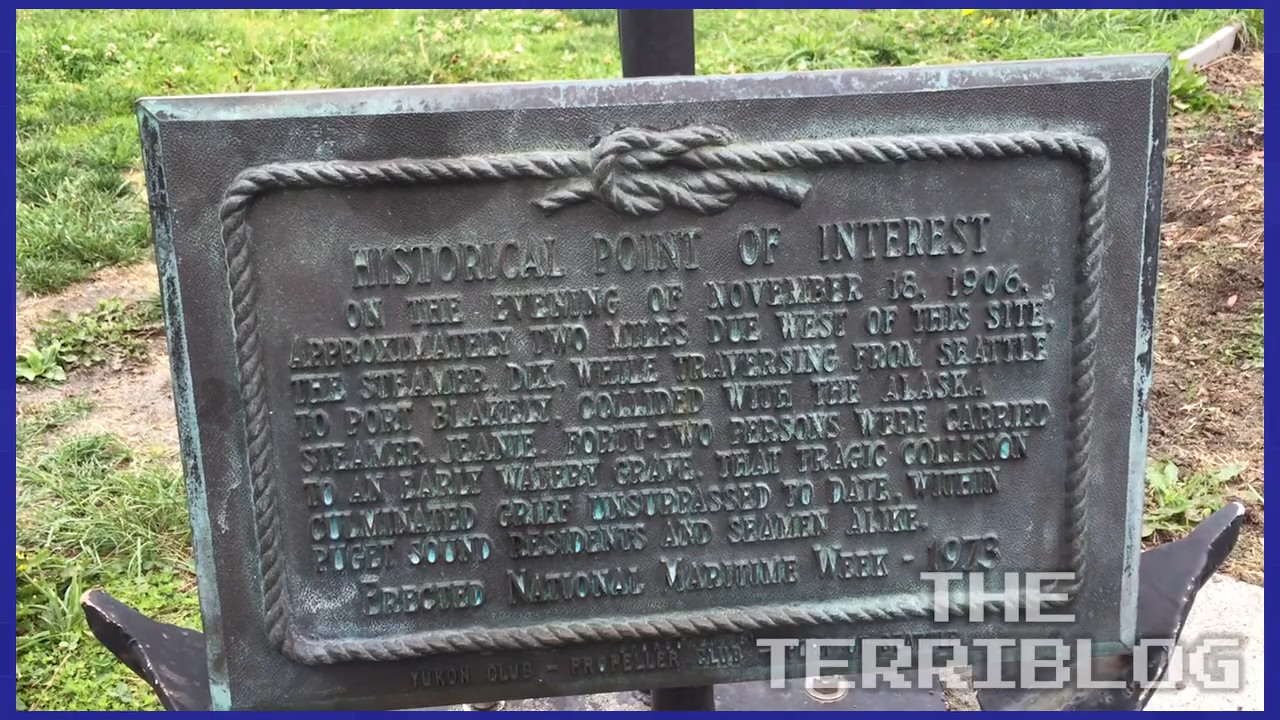 HISTORICAL POINT OF INTEREST
ON THE EVENING OF NOVEMBER 18, 1906,
APPROXIMATELY TWO MILES DUE WEST OF THIS SITE,
THE STEAMER, DIX, WHILE TRAVERSING FROM SEATTLE
TO PORT BLAKELY, COLLIDED WITH THE ALASKA
STEAMER, JEANIE. FORTY-TWO PERSONS WERE CARRIED
TO AN EARLY WATERY GRAVE. THAT TRAGIC COLLISION
CULMINATED GRIEF UNSURPASSED TO DATE, WITHIN
PUGET SOUND RESIDENTS AND SEAMEN ALIKE.
ERECTED NATIONAL MARITIME WEEK - 1973
YUKON CLUB - PROPELLER CLUB
THE
TERRIBLOG